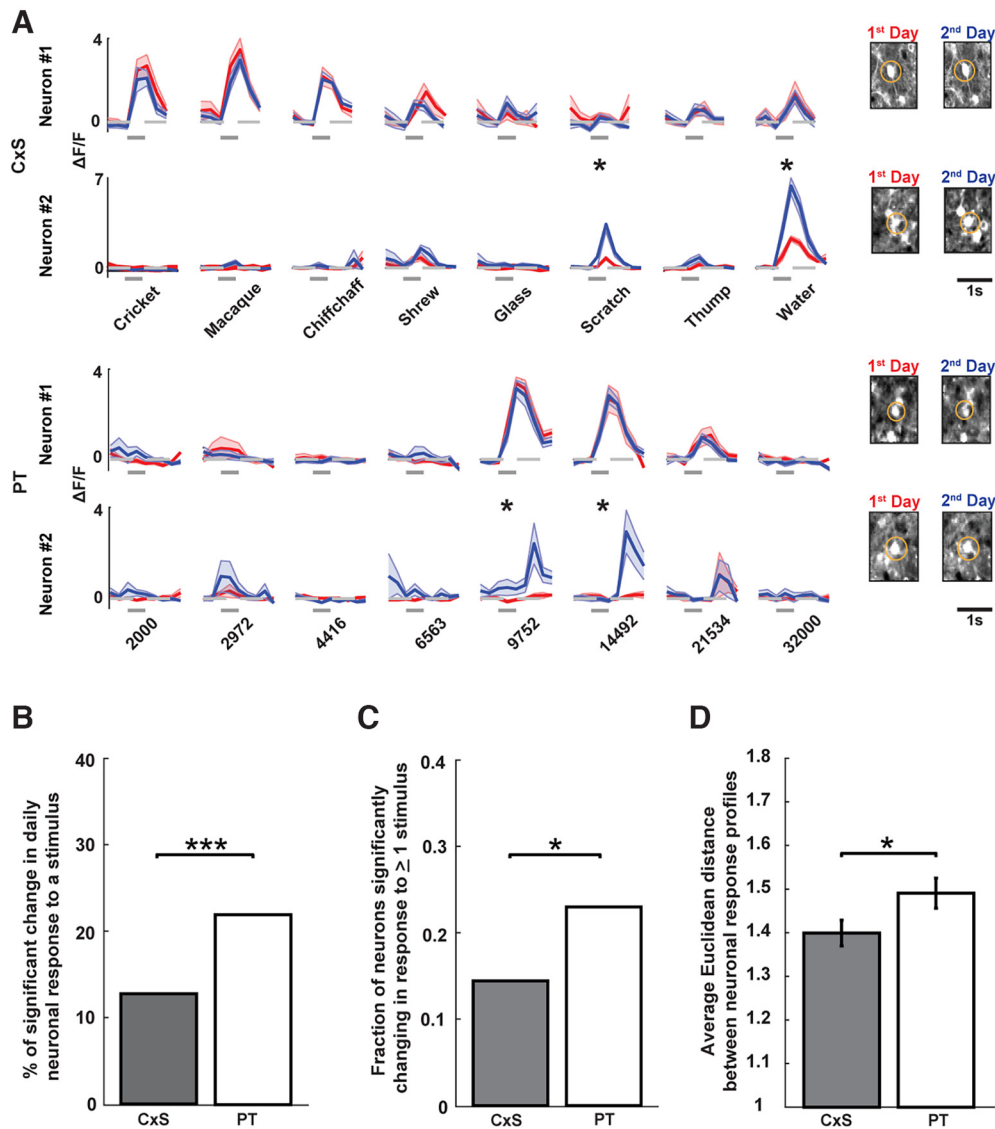 A
CxS
Neuron #1
4
0
ΔF/F
1st Day
2nd Day
Neuron #2
7
0
*
*
1st Day
2nd Day
1s
Cricket
Macaque
Chiffchaff
Shrew
Glass
Scratch
Thump
Water
PT
Neuron #1
4
0
ΔF/F
1st Day
2nd Day
Neuron #2
4
0
*
*
1st Day
2nd Day
1s
2000
2972
4416
6563
9752
14492
21534
32000
B
% of significant change in daily
neuronal response to a stimulus
40
30
20
10
0
***
CxS
PT
C
Fraction of neurons significantly
changing in response to ≥ 1 stimulus
0.4
0.3
0.2
0.1
0
*
CxS
PT
D
Average Euclidean distance
between neuronal response profiles
1.8
1.7
1.6
1.5
1.4
1.3
1.2
1.1
1
*
CxS
PT